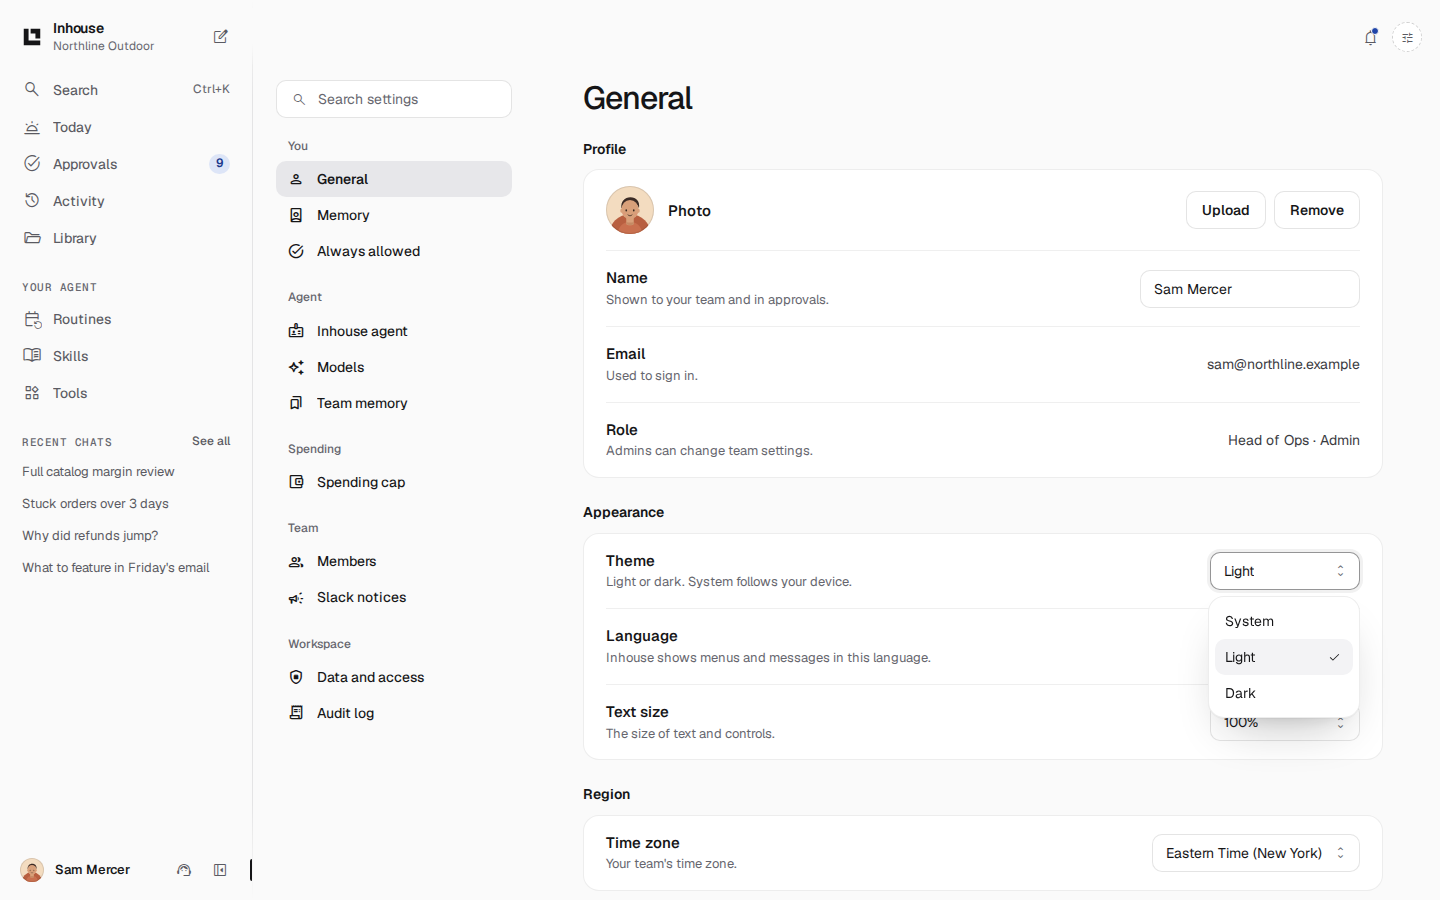 Inhouse
Northline Outdoor
Search Ctrl+K
Today
Approvals 9
Activity
Library
YOUR AGENT
Routines
Skills
Tools
RECENT CHATS See all
Full catalog margin review
Stuck orders over 3 days
Why did refunds jump?
What to feature in Friday's email
Sam Mercer
Search settings
You
General
Memory
Always allowed
Agent
Inhouse agent
Models
Team memory
Spending
Spending cap
Team
Members
Slack notices
Workspace
Data and access
Audit log
General
Profile
Photo
Upload Remove
Name
Shown to your team and in approvals.
Sam Mercer
Email
Used to sign in.
sam@northline.example
Role
Admins can change team settings.
Head of Ops · Admin
Appearance
Theme
Light or dark. System follows your device.
Light
System
Light
Dark
Language
Inhouse shows menus and messages in this language.
Text size
The size of text and controls.
100%
Region
Time zone
Your team's time zone.
Eastern Time (New York)